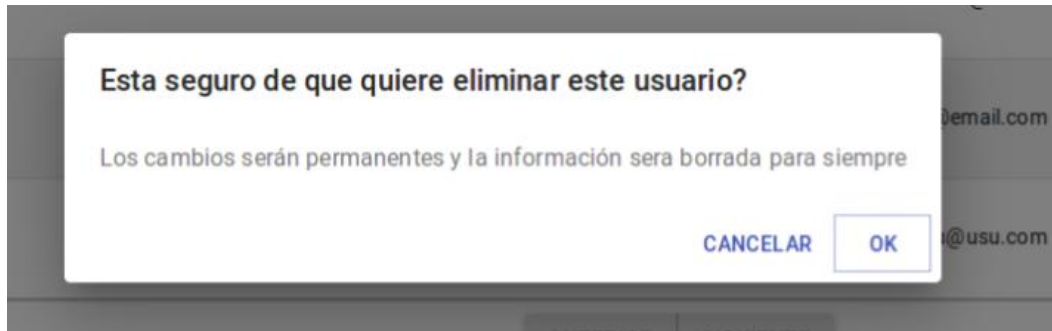 Esta seguro de que quiere eliminar este usuario?
@email.com
Los cambios serán permanentes y la información sera borrada para siempre
CANCELAR OK
@usu.com